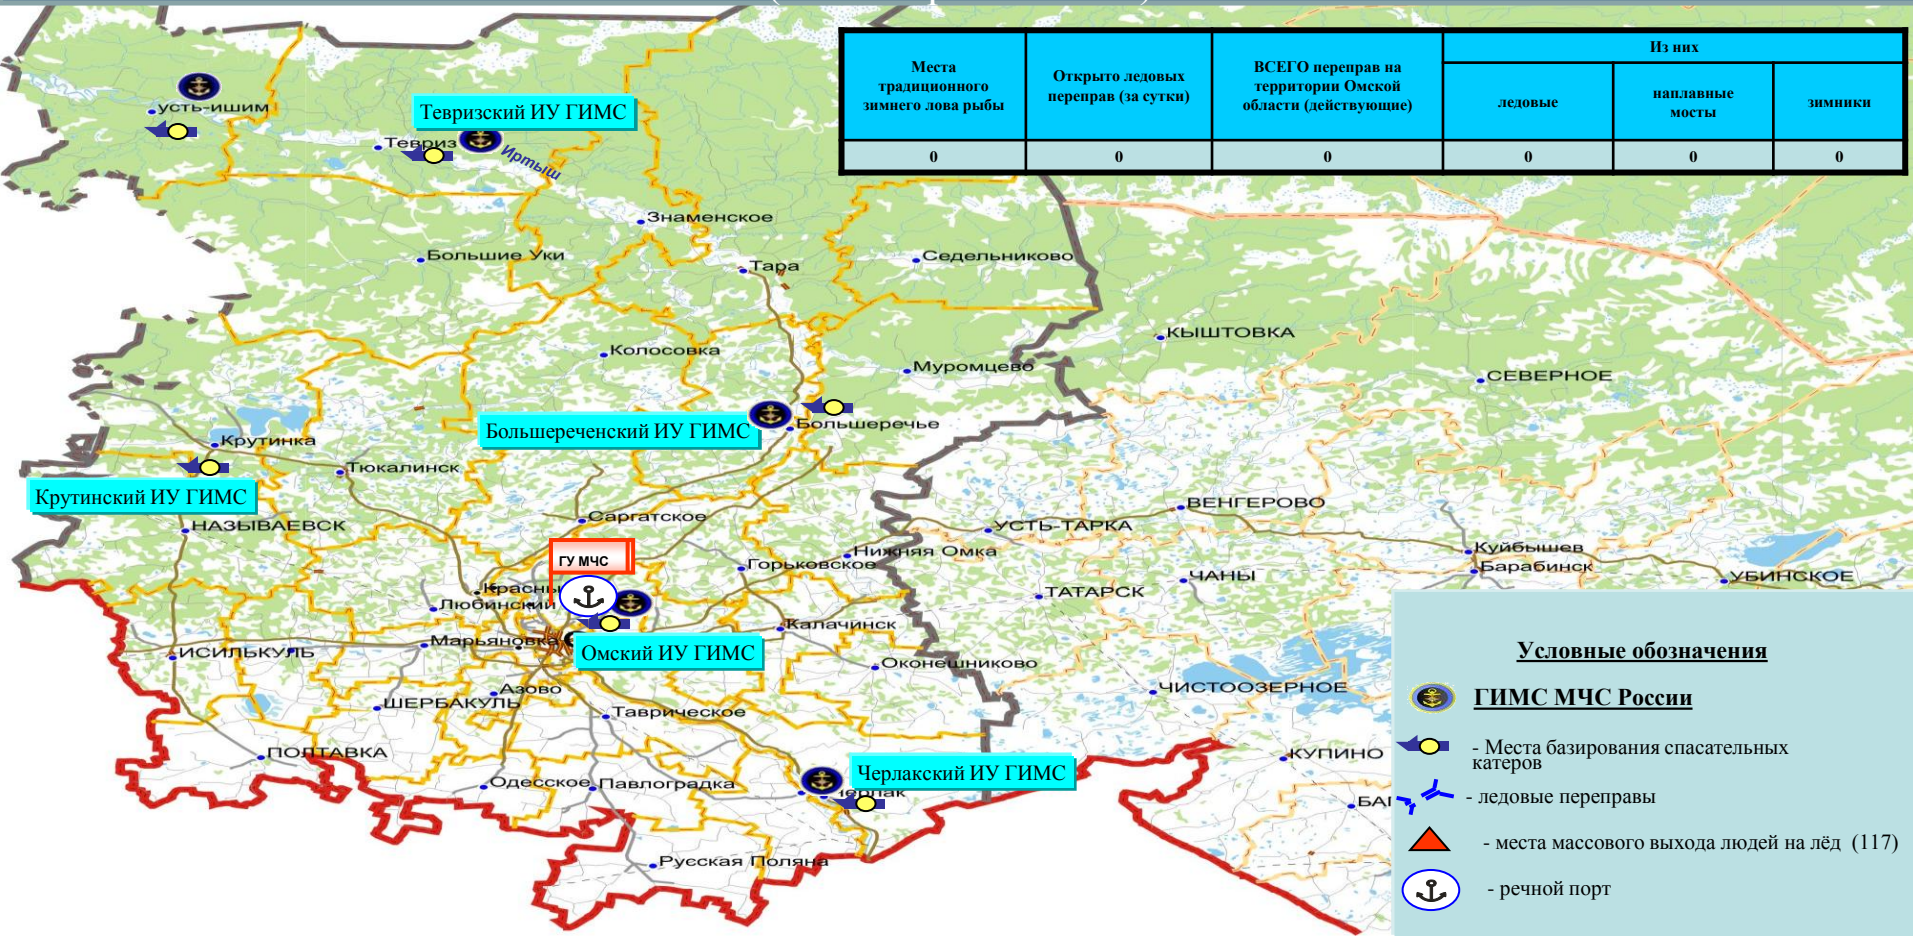 Места
традиционного
зимнего лова рыбы
Открыто ледовых
переправ (за сутки)
ВСЕГО переправ на
территории Омской
области (действующие)
Из них
ледовые
наплавные
мосты
зимники
0
0
0
0
0
0
усть-ишим
Тевризский ИУ ГИМС
Тевриз
Иртыш
Знаменское
Большие Уки
Седельниково
Тара
КЫШТОВКА
Колосовка
Муромцево
СЕВЕРНОЕ
Большереченский ИУ ГИМС
Большеречье
Крутинка
Тюкалинск
Крутинский ИУ ГИМС
НАЗЫВАЕВСК
Саргатское
ВЕНГЕРОВО
УСТЬ-ТАРКА
Нижняя Омка
Куйбышев
Барабинск
УБИНСКОЕ
ГУ МЧС
Горьковское
ЧАНЫ
ТАТАРСК
Красны
Любинский
Калачинск
Марьяновка
ИСИЛЬКУЛЬ
Омский ИУ ГИМС
Оконешниково
Азово
ЧИСТООЗЕРНОЕ
ШЕРБАКУЛЬ
Таврическое
ПОЛТАВКА
КУПИНО
Одесское
Павлоградка
Черлакский ИУ ГИМС
БАГ
Русская Поляна
Условные обозначения
ГИМС МЧС России
- Места базирования спасательных
катеров
- ледовые переправы
- места массового выхода людей на лёд (117)
- речной порт